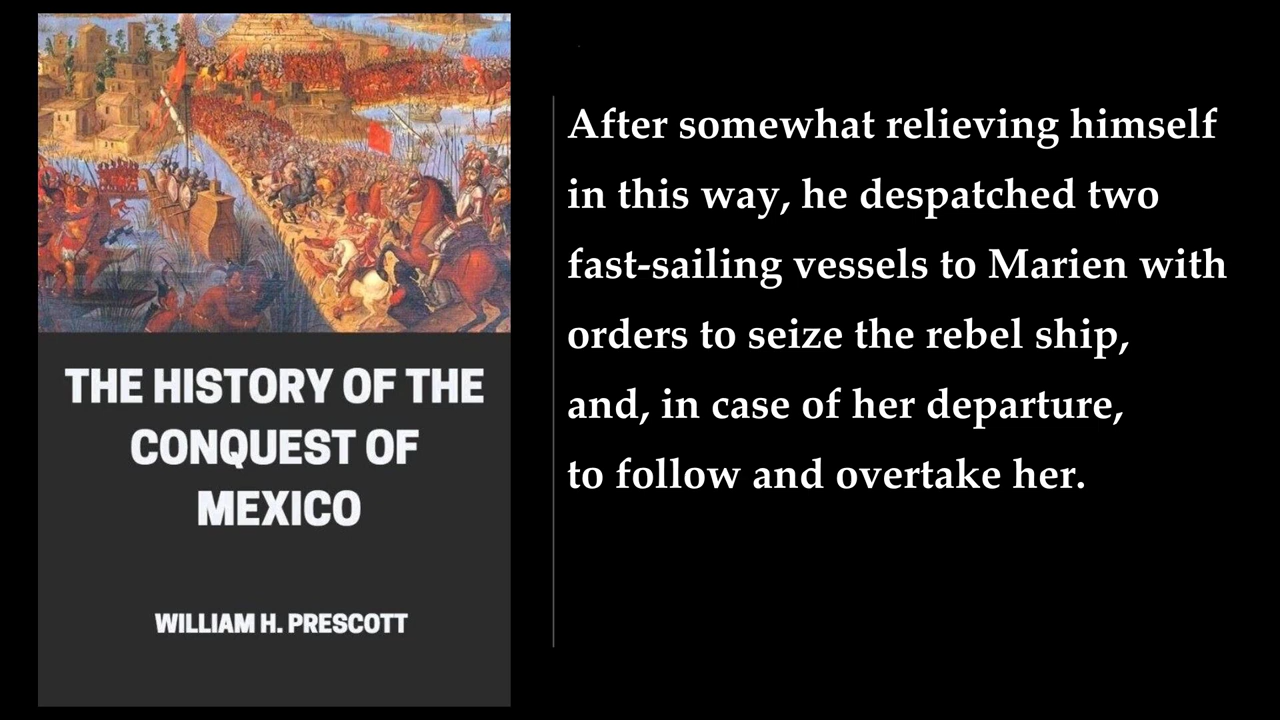 THE HISTORY OF THE
CONQUEST OF
MEXICO
WILLIAM H. PRESCOTT
After somewhat relieving himself
in this way, he despatched two
fast-sailing vessels to Marien with
orders to seize the rebel ship,
and, in case of her departure,
to follow and overtake her.